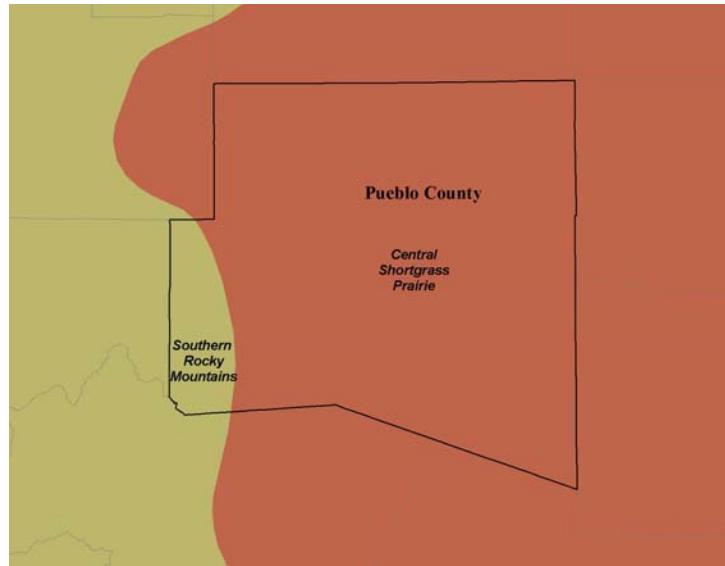 Pueblo County
Central
Shortgrass
Prairie
Southern
Rocky
Mountains